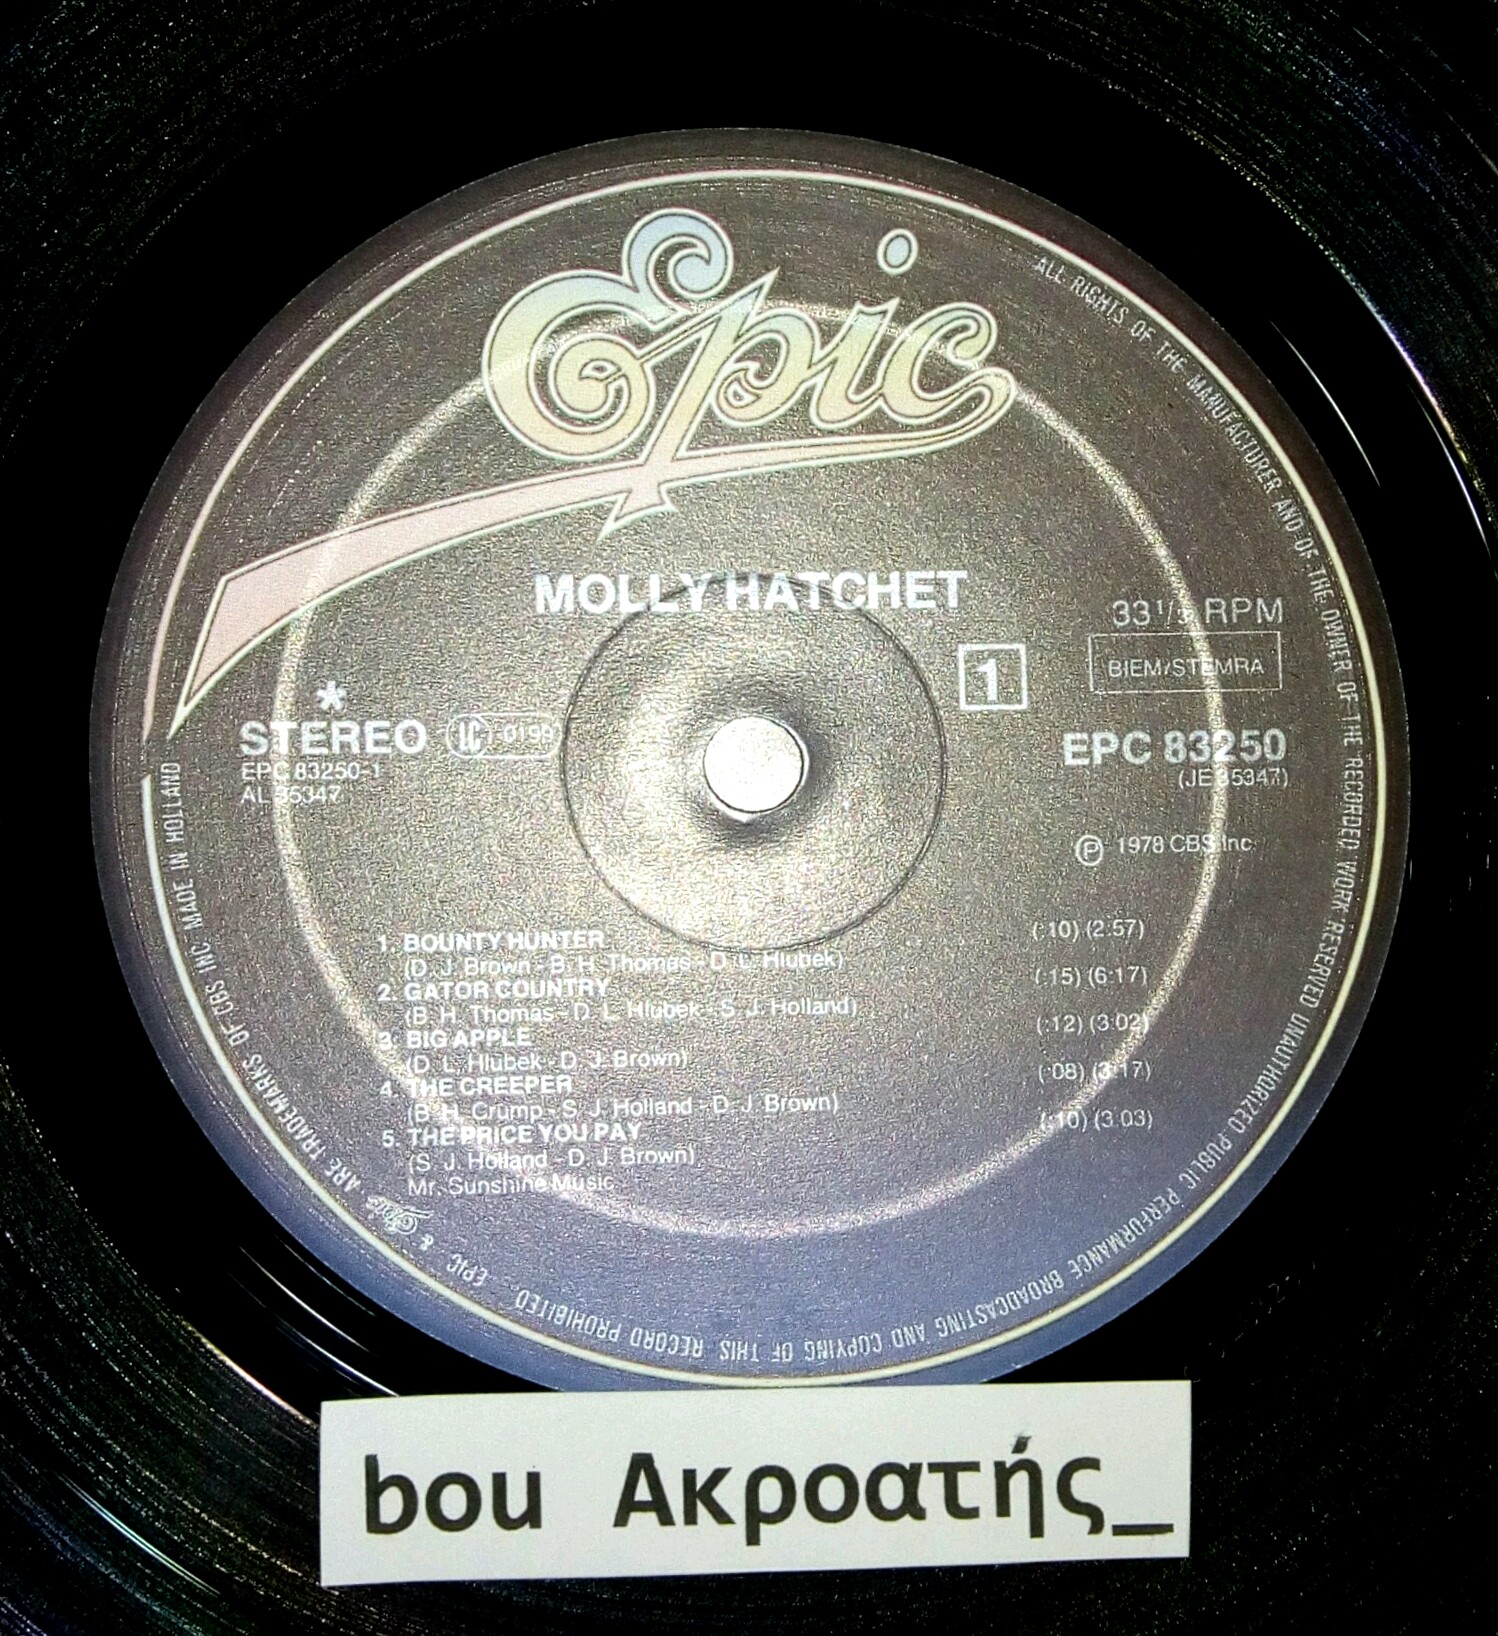 Epic
MOLLY HATCHET
33 1/3 RPM
1
BIEM/STEMRA
*
STEREO LC 0199
EPC 83250
EPC 83250-1
(JE 35347)
AL 35347
℗ 1978 CBS Inc
1. BOUNTY HUNTER (:10) (2:57)
(D. J. Brown - B. H. Thomas - D. L. Hlubek)
2. GATOR COUNTRY (:15) (6:17)
(B. H. Thomas - D. L. Hlubek - S. J. Holland)
3. BIG APPLE (:12) (3:02)
(D. L. Hlubek - D. J. Brown)
4. THE CREEPER (:08) (3:17)
(B. H. Crump - S. J. Holland - D. J. Brown)
5. THE PRICE YOU PAY (:10) (3:03)
(S. J. Holland - D. J. Brown)
Mr. Sunshine Music
ALL RIGHTS OF THE MANUFACTURER AND OF THE OWNER OF THE RECORDED WORK RESERVED UNAUTHORIZED PUBLIC PERFORMANCE BROADCASTING AND COPYING OF THIS RECORD PROHIBITED
EPIC & Epic ARE TRADEMARKS OF CBS INC MADE IN HOLLAND
bou Ακροατής_